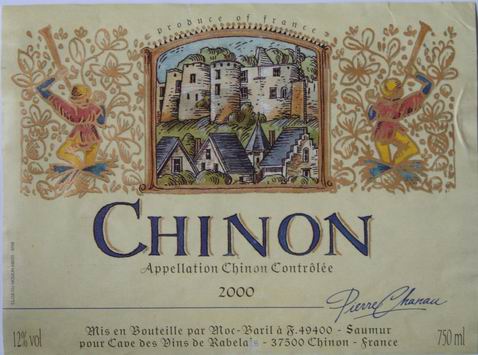 produce of france
CHINON
Appellation Chinon Contrôlée
2000
Pierre Chanau
12% vol
Mis en Bouteille par Moc-Baril à F.49400 - Saumur
pour Cave des Vins de Rabelais - 37500 Chinon - France
750 ml